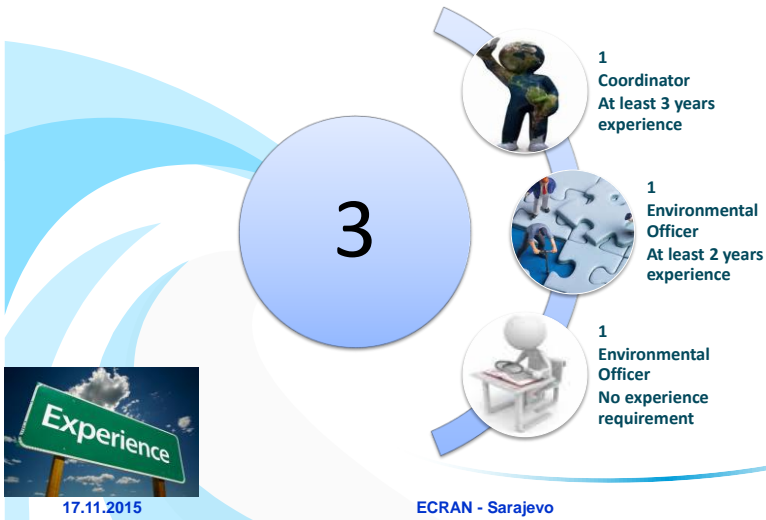 3
1
Coordinator
At least 3 years
experience
1
Environmental
Officer
At least 2 years
experience
1
Environmental
Officer
No experience
requirement
Experience
17.11.2015
ECRAN - Sarajevo